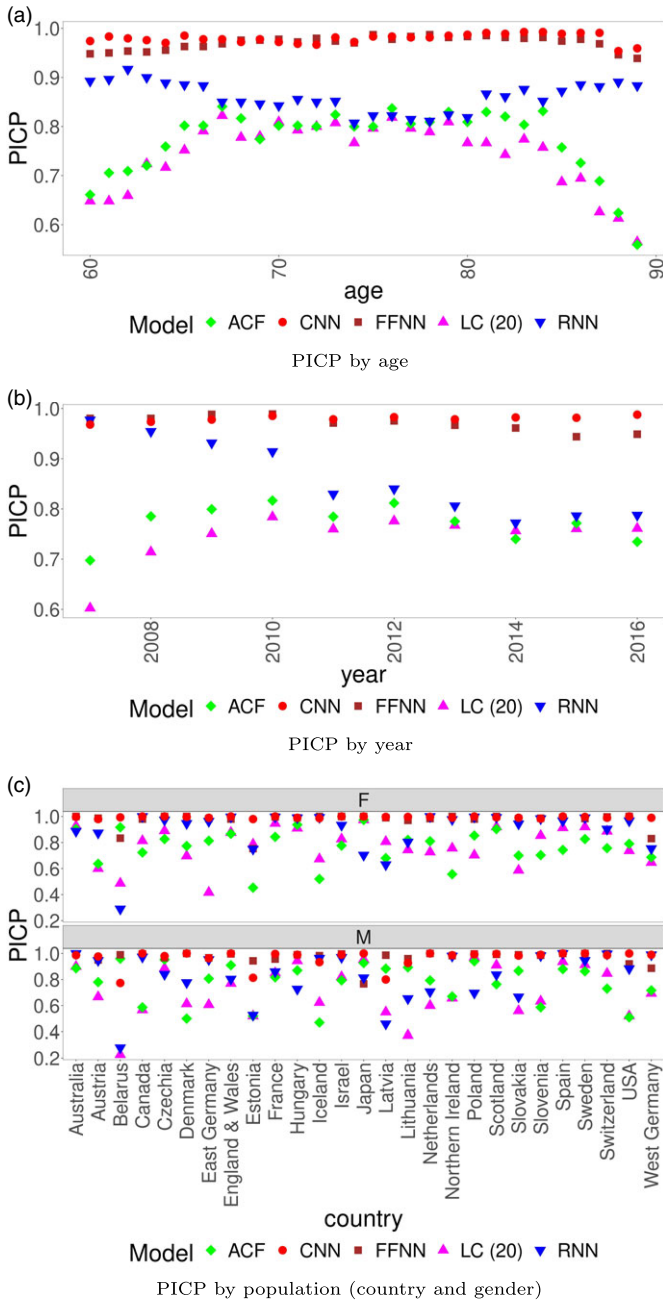 (a)
1.0
0.9
0.8
0.7
0.6
PICP
60
70
80
90
age
Model ACF CNN FFNN LC (20) RNN
PICP by age
(b)
1.0
0.9
0.8
0.7
0.6
PICP
2008
2010
2012
2014
2016
year
Model ACF CNN FFNN LC (20) RNN
PICP by year
(c)
F
1.0
0.8
0.6
0.4
0.2
PICP
M
1.0
0.8
0.6
0.4
0.2
Australia
Austria
Belarus
Canada
Czechia
Denmark
East Germany
England & Wales
Estonia
France
Hungary
Iceland
Israel
Japan
Latvia
Lithuania
Netherlands
Northern Ireland
Poland
Scotland
Slovakia
Slovenia
Spain
Sweden
Switzerland
USA
West Germany
country
Model ACF CNN FFNN LC (20) RNN
PICP by population (country and gender)